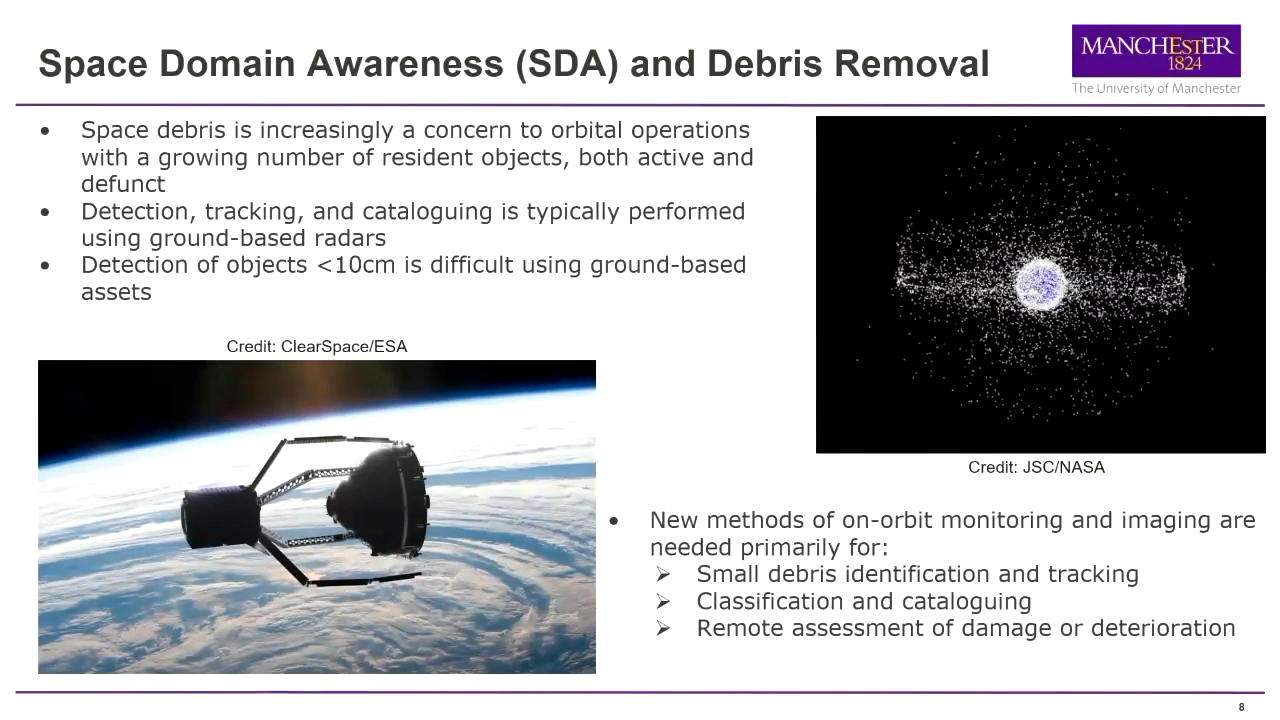 Space Domain Awareness (SDA) and Debris Removal
MANCHESTER
1824
The University of Manchester
• Space debris is increasingly a concern to orbital operations
with a growing number of resident objects, both active and
defunct
• Detection, tracking, and cataloguing is typically performed
using ground-based radars
• Detection of objects <10cm is difficult using ground-based
assets
Credit: ClearSpace/ESA
Credit: JSC/NASA
• New methods of on-orbit monitoring and imaging are
needed primarily for:
➢ Small debris identification and tracking
➢ Classification and cataloguing
➢ Remote assessment of damage or deterioration
8